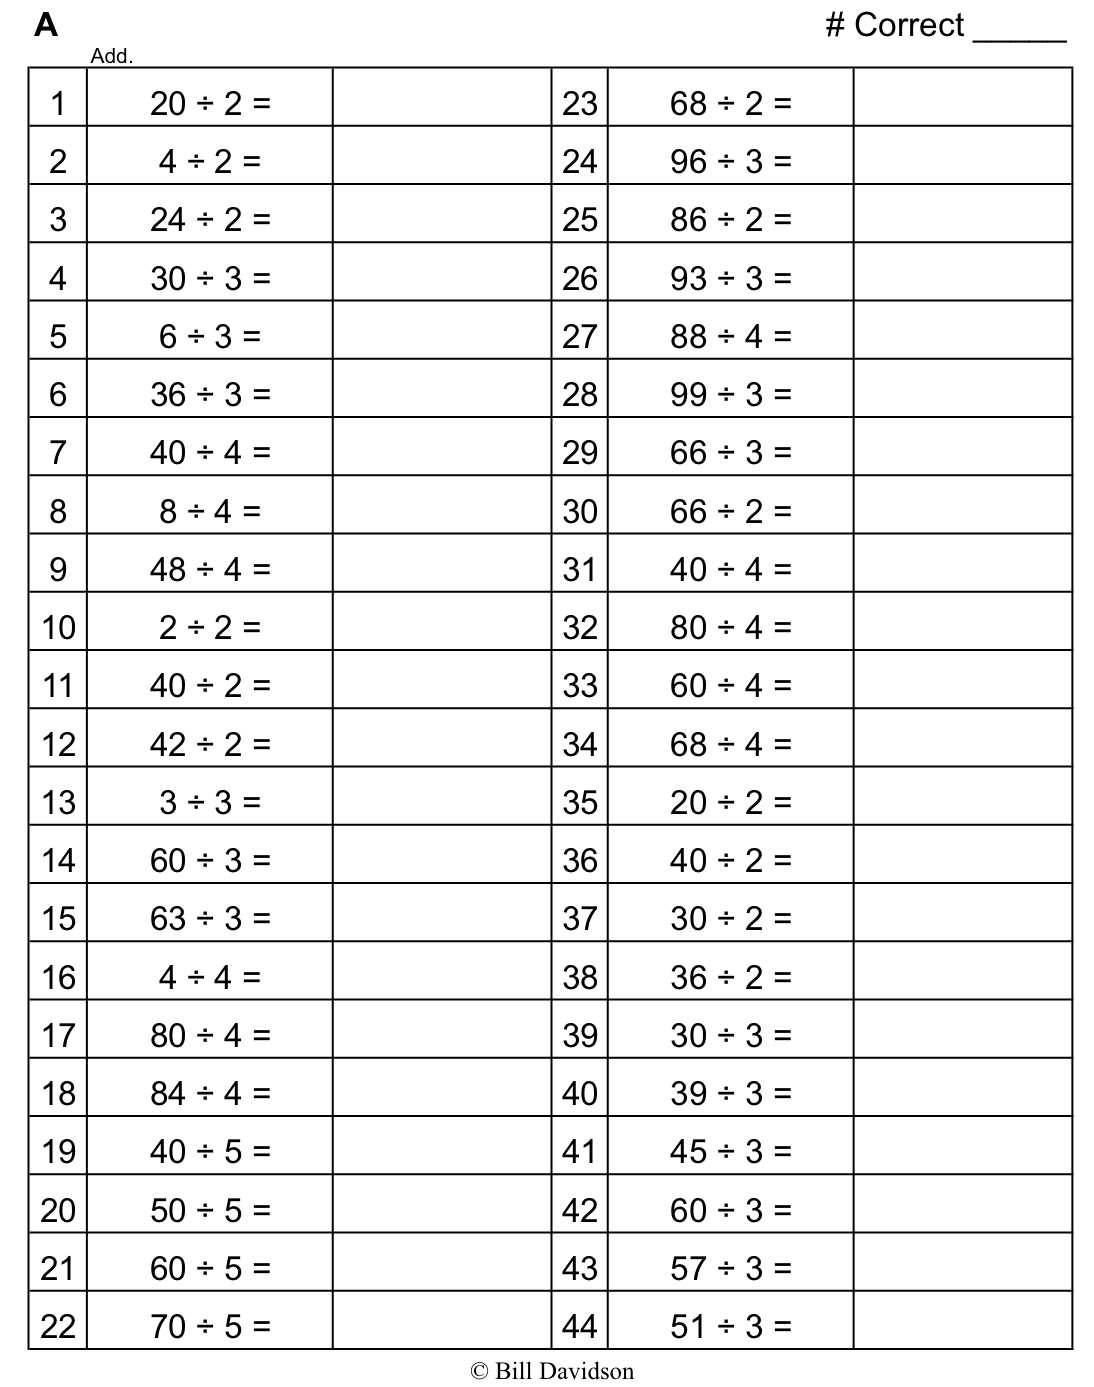 A # Correct _____
Add.
1 20 ÷ 2 = 23 68 ÷ 2 =
2 4 ÷ 2 = 24 96 ÷ 3 =
3 24 ÷ 2 = 25 86 ÷ 2 =
4 30 ÷ 3 = 26 93 ÷ 3 =
5 6 ÷ 3 = 27 88 ÷ 4 =
6 36 ÷ 3 = 28 99 ÷ 3 =
7 40 ÷ 4 = 29 66 ÷ 3 =
8 8 ÷ 4 = 30 66 ÷ 2 =
9 48 ÷ 4 = 31 40 ÷ 4 =
10 2 ÷ 2 = 32 80 ÷ 4 =
11 40 ÷ 2 = 33 60 ÷ 4 =
12 42 ÷ 2 = 34 68 ÷ 4 =
13 3 ÷ 3 = 35 20 ÷ 2 =
14 60 ÷ 3 = 36 40 ÷ 2 =
15 63 ÷ 3 = 37 30 ÷ 2 =
16 4 ÷ 4 = 38 36 ÷ 2 =
17 80 ÷ 4 = 39 30 ÷ 3 =
18 84 ÷ 4 = 40 39 ÷ 3 =
19 40 ÷ 5 = 41 45 ÷ 3 =
20 50 ÷ 5 = 42 60 ÷ 3 =
21 60 ÷ 5 = 43 57 ÷ 3 =
22 70 ÷ 5 = 44 51 ÷ 3 =
© Bill Davidson